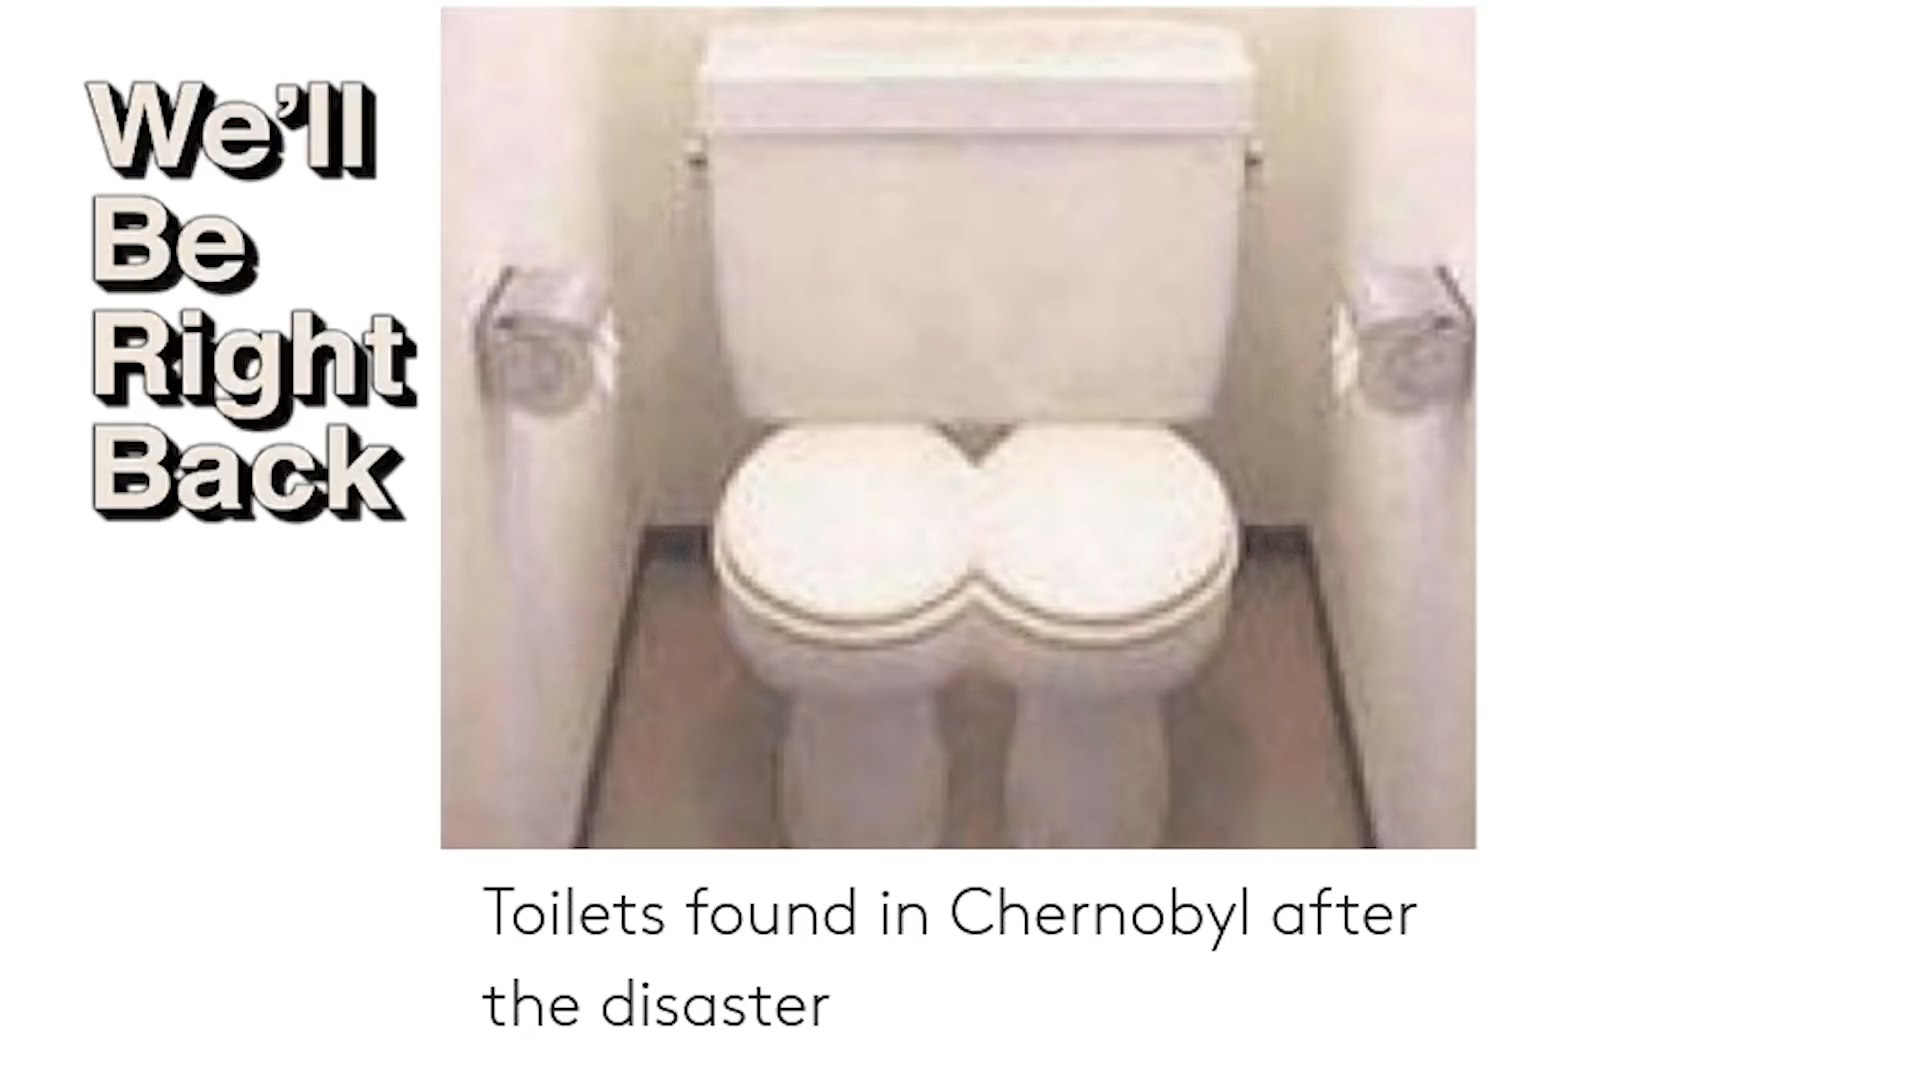 We'll
Be
Right
Back
Toilets found in Chernobyl after
the disaster